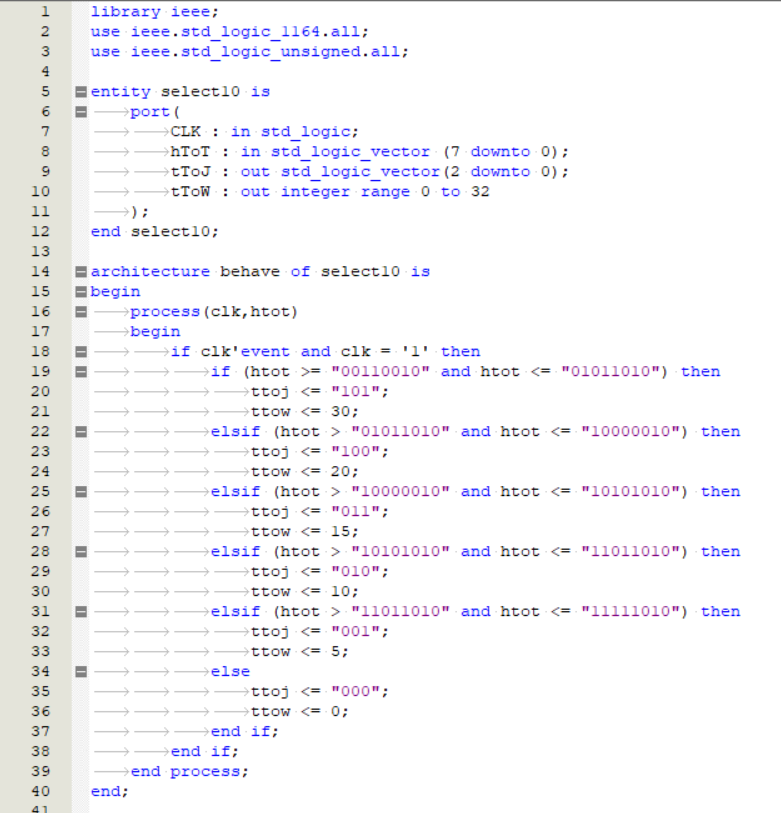 1 library ieee;
2 use ieee.std_logic_1164.all;
3 use ieee.std_logic_unsigned.all;
4
5 entity select10 is
6 port(
7 CLK : in std_logic;
8 hToT : in std_logic_vector (7 downto 0);
9 tToJ : out std_logic_vector(2 downto 0);
10 tToW : out integer range 0 to 32
11 );
12 end select10;
13
14 architecture behave of select10 is
15 begin
16 process(clk,htot)
17 begin
18 if clk'event and clk = '1' then
19 if (htot >= "00110010" and htot <= "01011010") then
20 ttoj <= "101";
21 ttow <= 30;
22 elsif (htot > "01011010" and htot <= "10000010") then
23 ttoj <= "100";
24 ttow <= 20;
25 elsif (htot > "10000010" and htot <= "10101010") then
26 ttoj <= "011";
27 ttow <= 15;
28 elsif (htot > "10101010" and htot <= "11011010") then
29 ttoj <= "010";
30 ttow <= 10;
31 elsif (htot > "11011010" and htot <= "11111010") then
32 ttoj <= "001";
33 ttow <= 5;
34 else
35 ttoj <= "000";
36 ttow <= 0;
37 end if;
38 end if;
39 end process;
40 end;
41